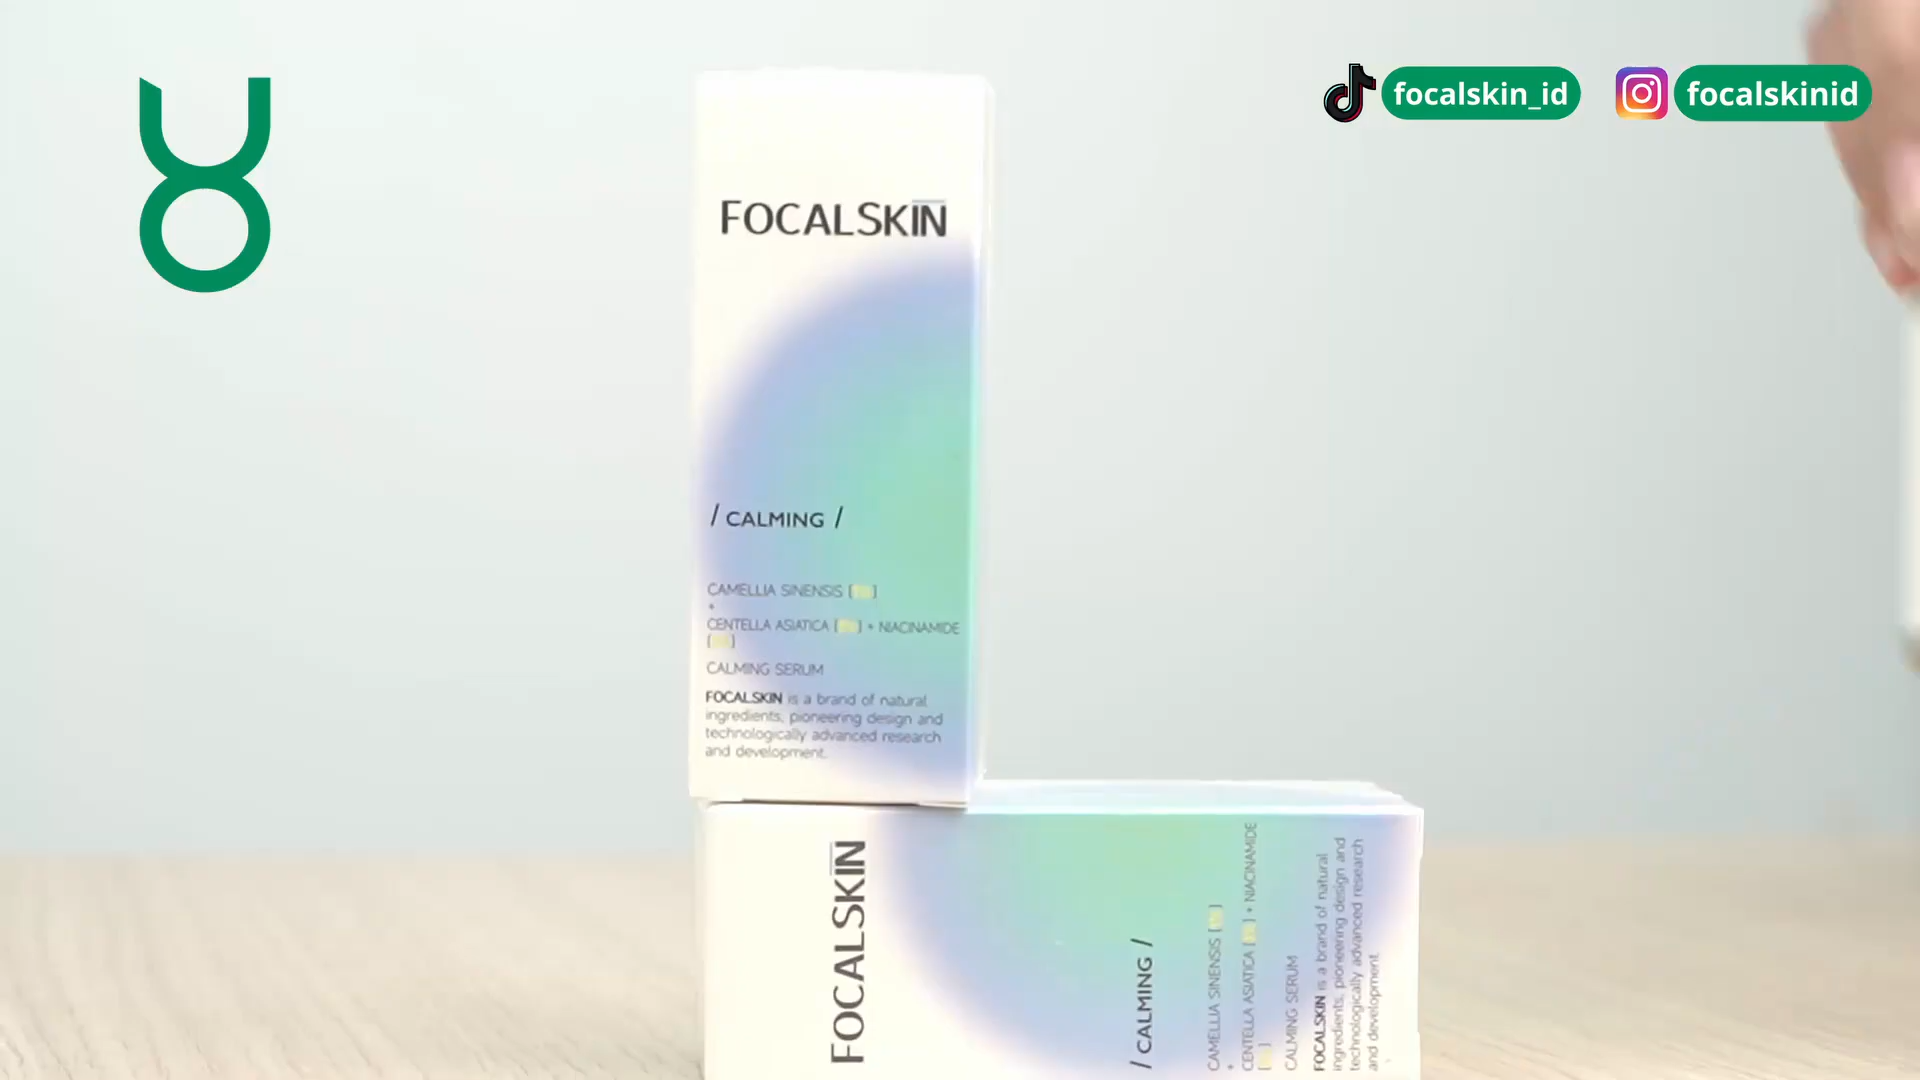 focalskin_id
focalskinid
FOCALSKIN
/ CALMING /
CAMELLIA SINENSIS [
+
CENTELLA ASIATICA [ ] + NIACINAMIDE
[ ]
CALMING SERUM
FOCALSKIN is a brand of natural
ingredients, pioneering design and
technologically advanced research
and development.
FOCALSKIN
/ CALMING /
CAMELLIA SINENSIS [ ]
+
CENTELLA ASIATICA [ ] + NIACINAMIDE
[ ]
CALMING SERUM
FOCALSKIN is a brand of natural
ingredients, pioneering design and
technologically advanced research
and development.